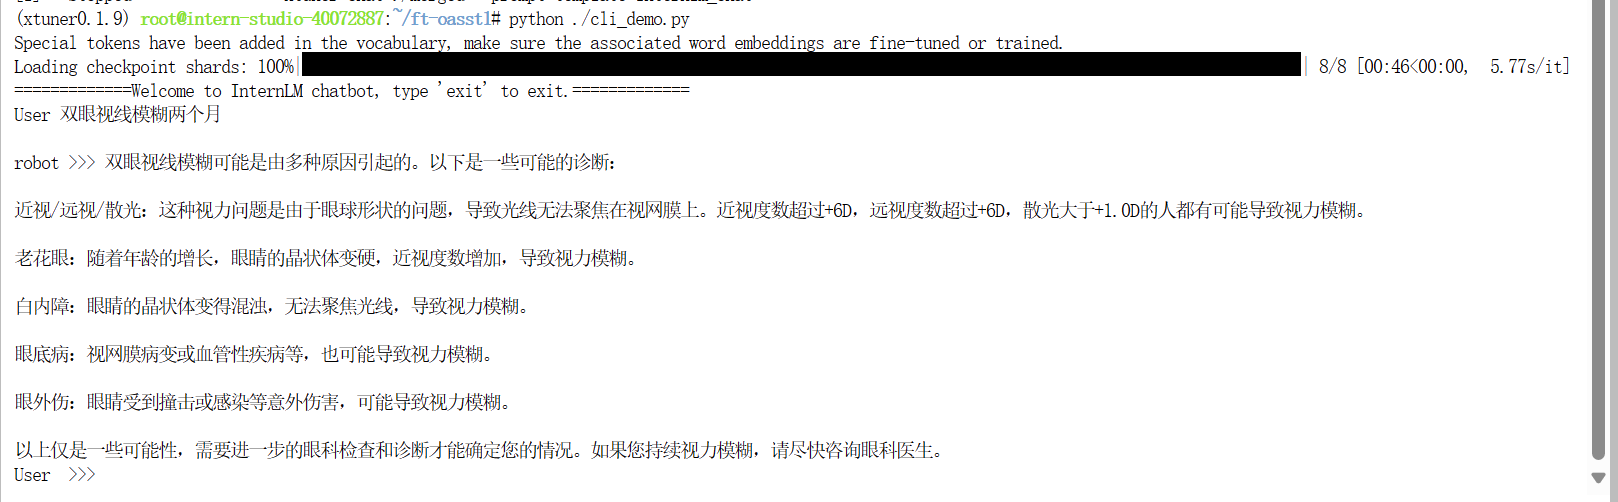 (xtuner0.1.9) root@intern-studio-40072887:~/ft-oasst1# python ./cli_demo.py
Special tokens have been added in the vocabulary, make sure the associated word embeddings are fine-tuned or trained.
Loading checkpoint shards: 100%| | 8/8 [00:46<00:00, 5.77s/it]
=============Welcome to InternLM chatbot, type 'exit' to exit.=============
User 双眼视线模糊两个月
robot >>> 双眼视线模糊可能是由多种原因引起的。以下是一些可能的诊断：
近视/远视/散光：这种视力问题是由于眼球形状的问题，导致光线无法聚焦在视网膜上。近视度数超过+6D，远视度数超过+6D，散光大于+1.0D的人都有可能导致视力模糊。
老花眼：随着年龄的增长，眼睛的晶状体变硬，近视度数增加，导致视力模糊。
白内障：眼睛的晶状体变得混浊，无法聚焦光线，导致视力模糊。
眼底病：视网膜病变或血管性疾病等，也可能导致视力模糊。
眼外伤：眼睛受到撞击或感染等意外伤害，可能导致视力模糊。
以上仅是一些可能性，需要进一步的眼科检查和诊断才能确定您的情况。如果您持续视力模糊，请尽快咨询眼科医生。
User >>>